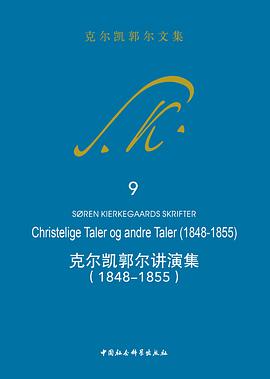 克尔凯郭尔文集
S. K.
9
SØREN KIERKEGAARDS SKRIFTER
Christelige Taler og andre Taler (1848-1855)
克尔凯郭尔讲演集
(1848–1855)
中国社会科学出版社